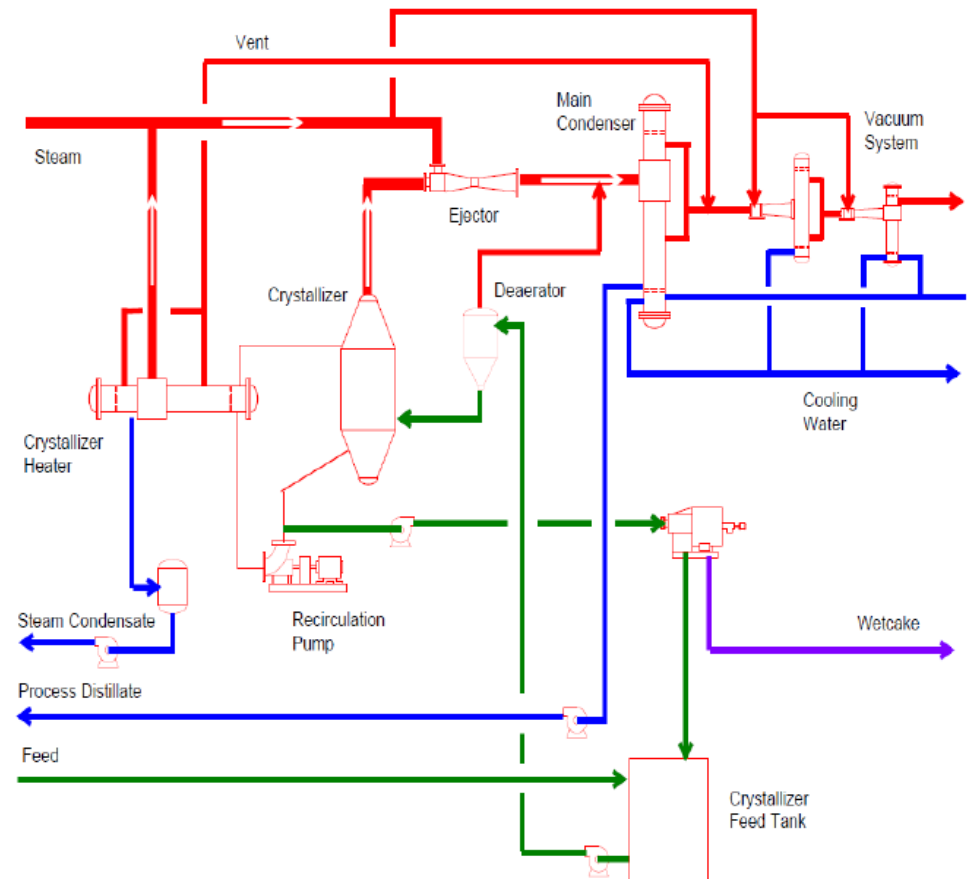 Vent
Main
Condenser
Vacuum
System
Steam
Ejector
Crystallizer
Deaerator
Cooling
Water
Crystallizer
Heater
Recirculation
Pump
Steam Condensate
Wetcake
Process Distillate
Feed
Crystallizer
Feed Tank